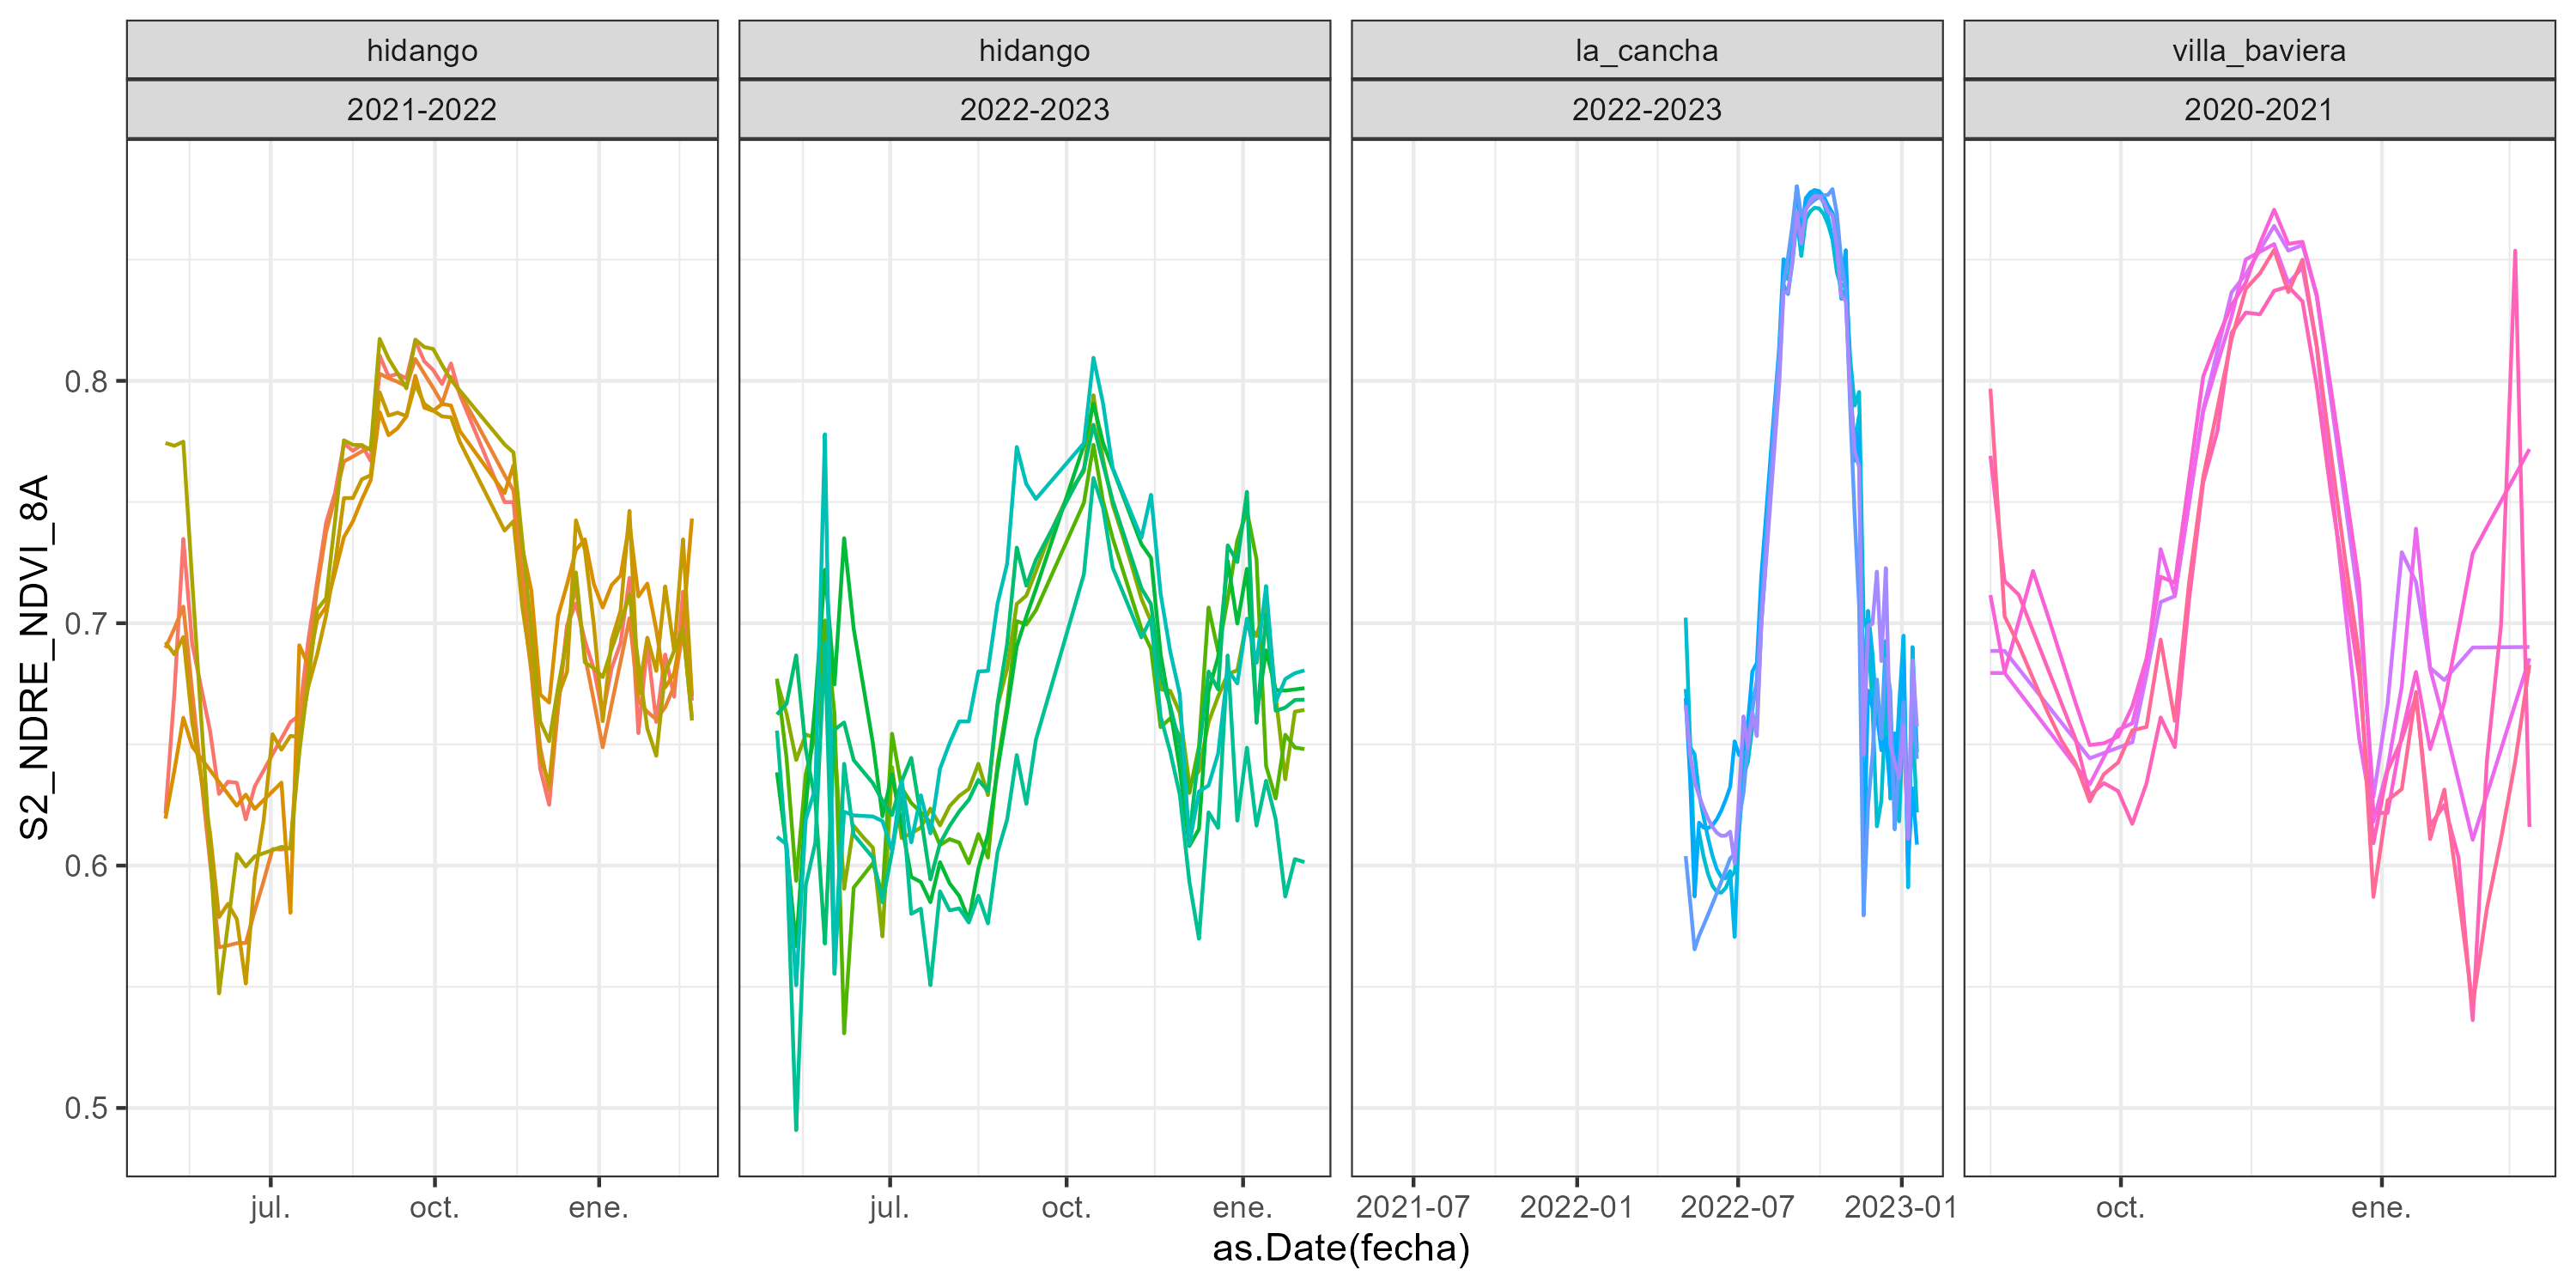 hidango
hidango
la_cancha
villa_baviera
2021-2022
2022-2023
2022-2023
2020-2021
S2_NDRE_NDVI_8A
0.8
0.7
0.6
0.5
jul.
oct.
ene.
jul.
oct.
ene.
2021-07
2022-01
2022-07
2023-01
oct.
ene.
as.Date(fecha)